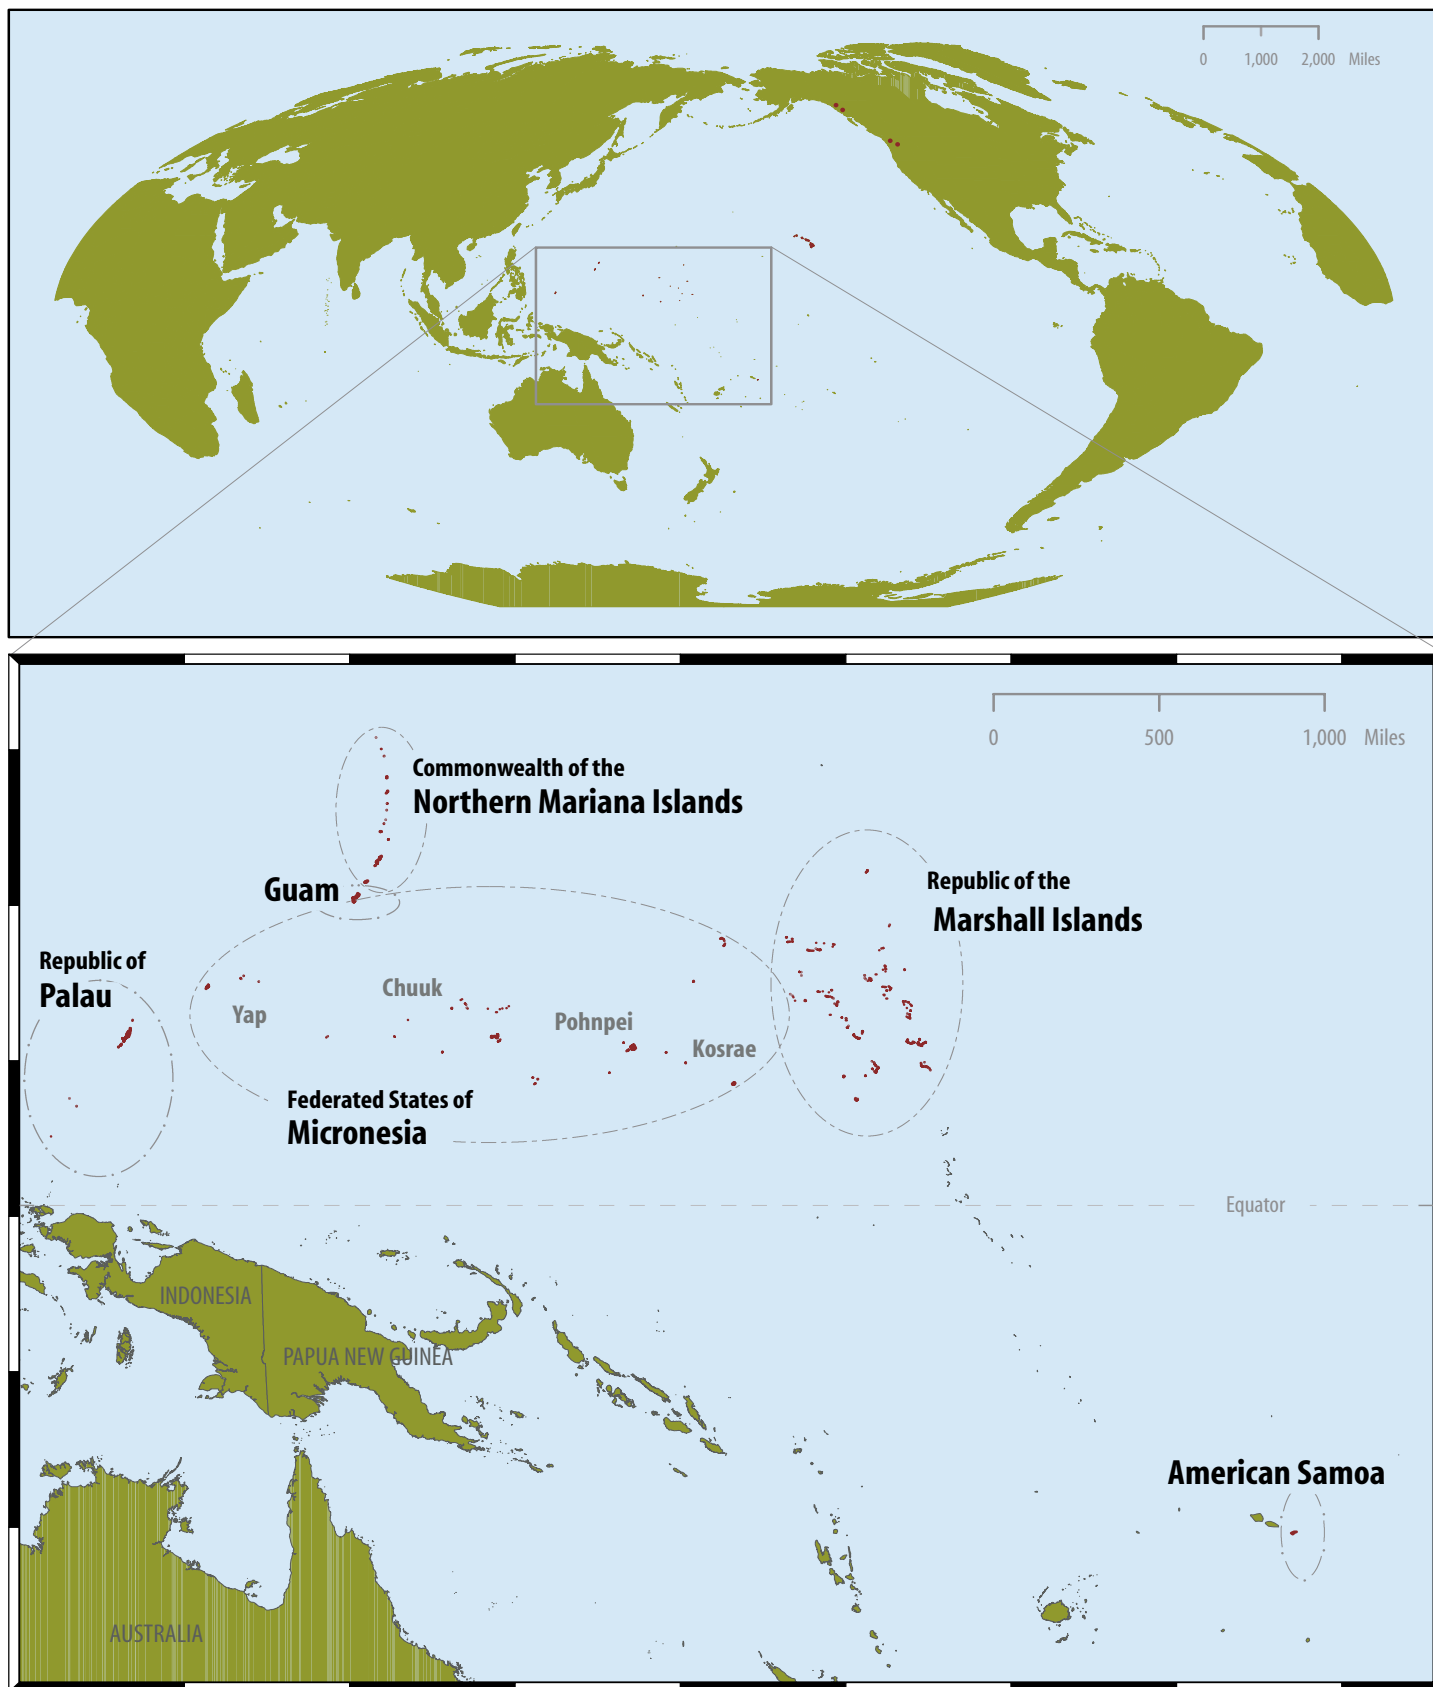 0 1,000 2,000 Miles
0 500 1,000 Miles
Commonwealth of the
Northern Mariana Islands
Guam
Republic of the
Marshall Islands
Republic of
Palau
Chuuk
Yap
Pohnpei
Kosrae
Federated States of
Micronesia
Equator
INDONESIA
PAPUA NEW GUINEA
American Samoa
AUSTRALIA